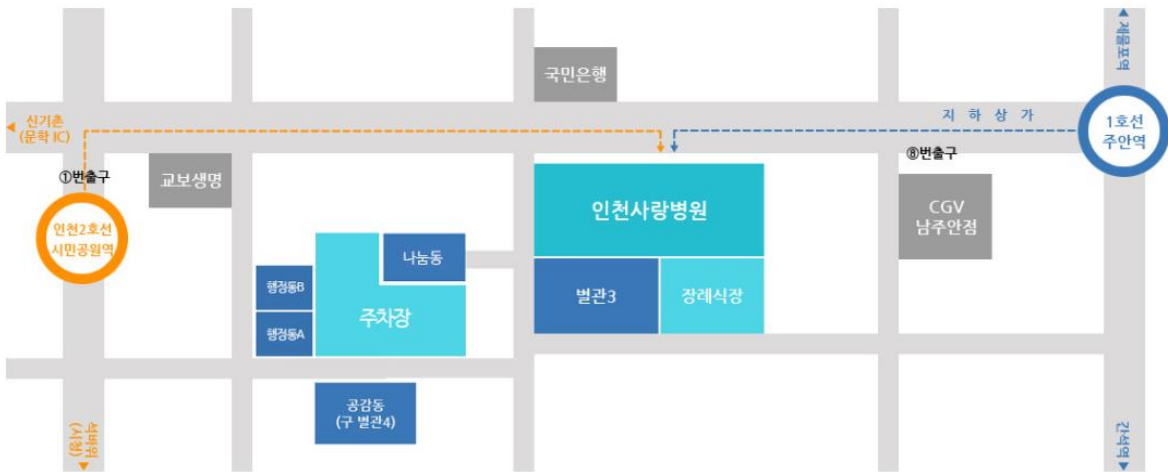 국민은행
제물포역
신기촌
(문학 IC)
지 하 상 가
1호선
주안역
①번출구
⑧번출구
교보생명
인천사랑병원
CGV
남주안점
인천2호선
시민공원역
나눔동
행정동B
별관3
장례식장
주차장
행정동A
공감동
(구 별관4)
석바위
(시청)
간석역